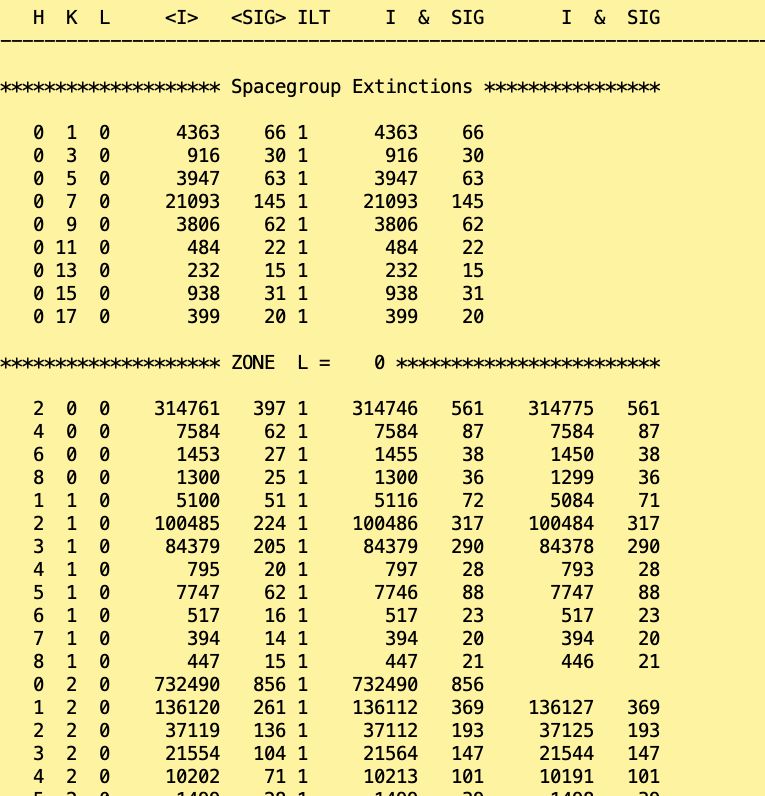 H K L <I> <SIG> ILT I & SIG I & SIG
----------------------------------------------------------------------
******************** Spacegroup Extinctions ****************
0 1 0 4363 66 1 4363 66
0 3 0 916 30 1 916 30
0 5 0 3947 63 1 3947 63
0 7 0 21093 145 1 21093 145
0 9 0 3806 62 1 3806 62
0 11 0 484 22 1 484 22
0 13 0 232 15 1 232 15
0 15 0 938 31 1 938 31
0 17 0 399 20 1 399 20
******************** ZONE L = 0 ************************
2 0 0 314761 397 1 314746 561 314775 561
4 0 0 7584 62 1 7584 87 7584 87
6 0 0 1453 27 1 1455 38 1450 38
8 0 0 1300 25 1 1300 36 1299 36
1 1 0 5100 51 1 5116 72 5084 71
2 1 0 100485 224 1 100486 317 100484 317
3 1 0 84379 205 1 84379 290 84378 290
4 1 0 795 20 1 797 28 793 28
5 1 0 7747 62 1 7746 88 7747 88
6 1 0 517 16 1 517 23 517 23
7 1 0 394 14 1 394 20 394 20
8 1 0 447 15 1 447 21 446 21
0 2 0 732490 856 1 732490 856
1 2 0 136120 261 1 136112 369 136127 369
2 2 0 37119 136 1 37112 193 37125 193
3 2 0 21554 104 1 21564 147 21544 147
4 2 0 10202 71 1 10213 101 10191 101